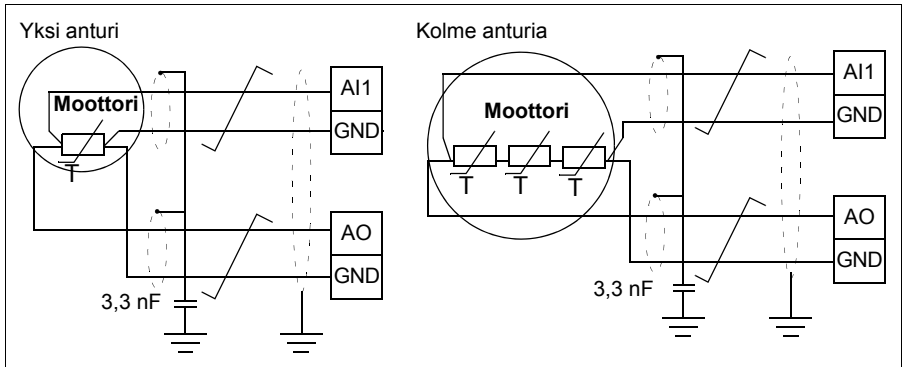 Yksi anturi
Moottori
T
AI1
GND
AO
GND
3,3 nF
Kolme anturia
Moottori
T T T
AI1
GND
AO
GND
3,3 nF